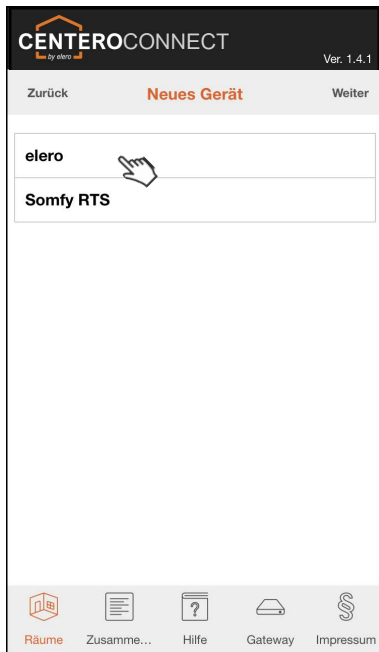 CENTEROCONNECT
by elero
Ver. 1.4.1
Zurück Neues Gerät Weiter
elero
Somfy RTS
Räume Zusamme... Hilfe Gateway Impressum